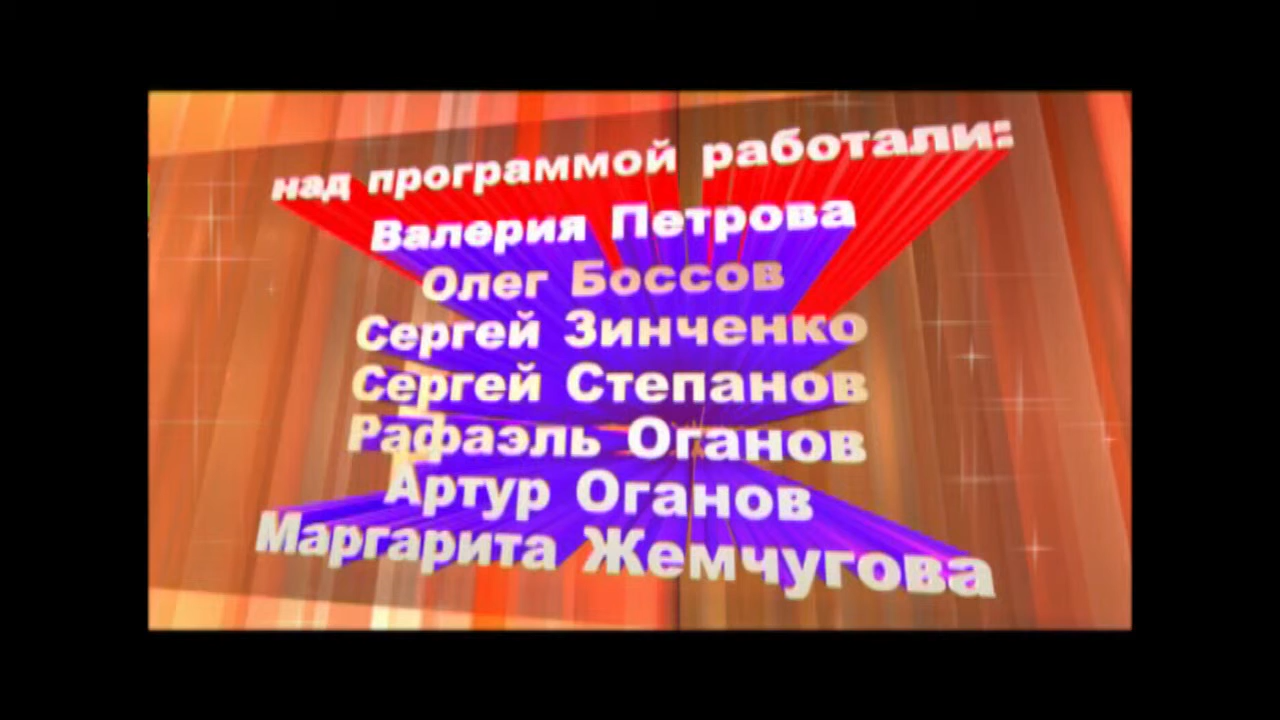 над программой работали:
Валерия Петрова
Олег Боссов
Сергей Зинченко
Сергей Степанов
Рафаэль Оганов
Артур Оганов
Маргарита Жемчугова